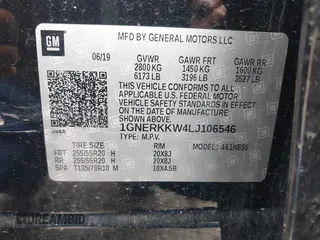 GM
MFD BY GENERAL MOTORS LLC
06/19 GVWR GAWR FRT GAWR RR
2800 KG 1450 KG 1600 KG
6173 LB 3196 LB 3527 LB
THIS VEHICLE CONFORMS TO ALL APPLICABLE
U.S. FEDERAL MOTOR VEHICLE SAFETY
STANDARDS IN EFFECT ON THE DATE OF
MANUFACTURE SHOWN ABOVE.
1GNERKKW4LJ106546
TYPE: M.P.V. MODEL:
TIRE SIZE RIM
FRT 255/55R20 H 20X8J
RR 255/55R20 H 20X8J
SPA T135/70R18 M 18X4.5B
DREAMBID